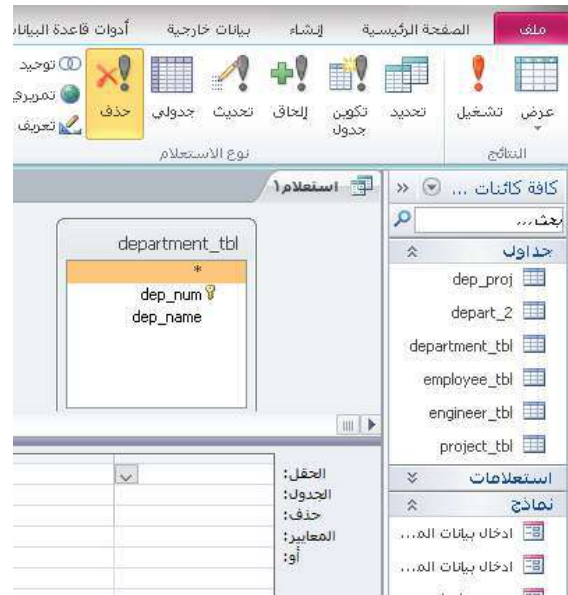 ملف الصفحة الرئيسية إنشاء بيانات خارجية أدوات قاعدة البيانات
عرض تشغيل تحديد تكوين جدول إلحاق تحديث جدولي حذف
توحيد
تمريري
تعريف
النتائج نوع الاستعلام
كافة كائنات ... «
بحث...
جداول
dep_proj
depart_2
department_tbl
employee_tbl
engineer_tbl
project_tbl
استعلامات
نماذج
ادخال بيانات الم...
ادخال بيانات الم...
استعلام١
department_tbl
*
dep_num
dep_name
الحقل:
الجدول:
حذف:
المعايير:
أو: